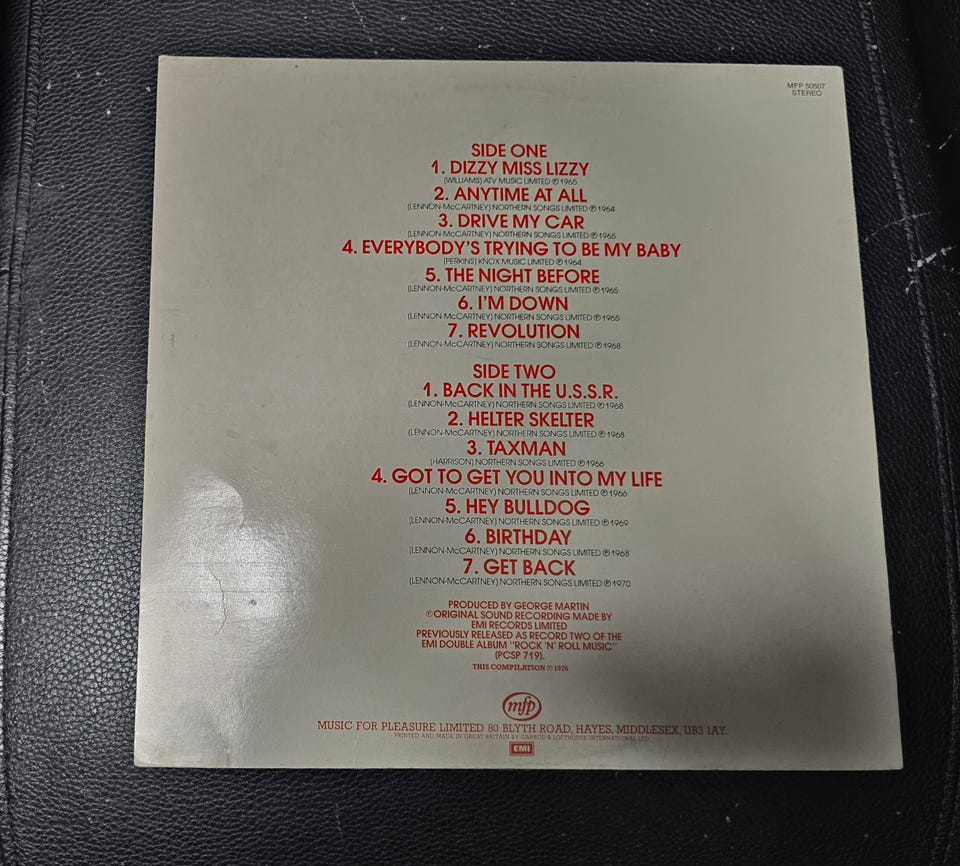 MFP 50507
STEREO
SIDE ONE
1. DIZZY MISS LIZZY
(WILLIAMS) ATV MUSIC LIMITED ℗ 1965
2. ANYTIME AT ALL
(LENNON-McCARTNEY) NORTHERN SONGS LIMITED ℗ 1964
3. DRIVE MY CAR
(LENNON-McCARTNEY) NORTHERN SONGS LIMITED ℗ 1965
4. EVERYBODY'S TRYING TO BE MY BABY
(PERKINS) KNOX MUSIC LIMITED ℗ 1964
5. THE NIGHT BEFORE
(LENNON-McCARTNEY) NORTHERN SONGS LIMITED ℗ 1965
6. I'M DOWN
(LENNON-McCARTNEY) NORTHERN SONGS LIMITED ℗ 1965
7. REVOLUTION
(LENNON-McCARTNEY) NORTHERN SONGS LIMITED ℗ 1968
SIDE TWO
1. BACK IN THE U.S.S.R.
(LENNON-McCARTNEY) NORTHERN SONGS LIMITED ℗ 1968
2. HELTER SKELTER
(LENNON-McCARTNEY) NORTHERN SONGS LIMITED ℗ 1968
3. TAXMAN
(HARRISON) NORTHERN SONGS LIMITED ℗ 1966
4. GOT TO GET YOU INTO MY LIFE
(LENNON-McCARTNEY) NORTHERN SONGS LIMITED ℗ 1966
5. HEY BULLDOG
(LENNON-McCARTNEY) NORTHERN SONGS LIMITED ℗ 1969
6. BIRTHDAY
(LENNON-McCARTNEY) NORTHERN SONGS LIMITED ℗ 1968
7. GET BACK
(LENNON-McCARTNEY) NORTHERN SONGS LIMITED ℗ 1970
PRODUCED BY GEORGE MARTIN
℗ ORIGINAL SOUND RECORDING MADE BY
EMI RECORDS LIMITED
PREVIOUSLY RELEASED AS RECORD TWO OF THE
EMI DOUBLE ALBUM "ROCK 'N' ROLL MUSIC"
(PCSP 719).
THIS COMPILATION ℗ 1976
mfp
MUSIC FOR PLEASURE LIMITED 80 BLYTH ROAD, HAYES, MIDDLESEX, UB3 1AY.
PRINTED AND MADE IN GREAT BRITAIN BY GARROD & LOFTHOUSE INTERNATIONAL LTD
EMI